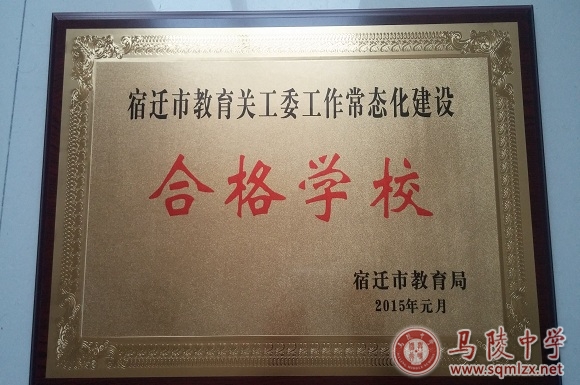 宿迁市教育关工委工作常态化建设
合格学校
宿迁市教育局
2015年元月
马陵中学
www.sqmlzx.net